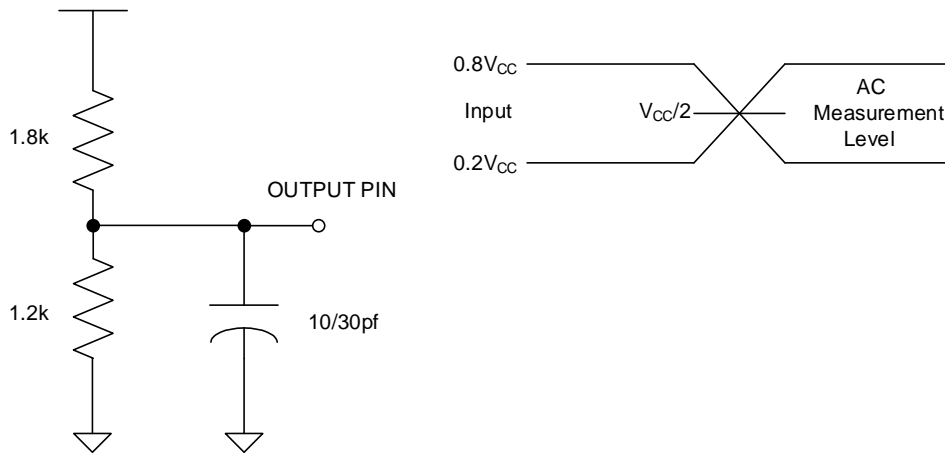 1.8k
1.2k
OUTPUT PIN
10/30pf
0.8VCC
Input
0.2VCC
VCC/2
AC
Measurement
Level